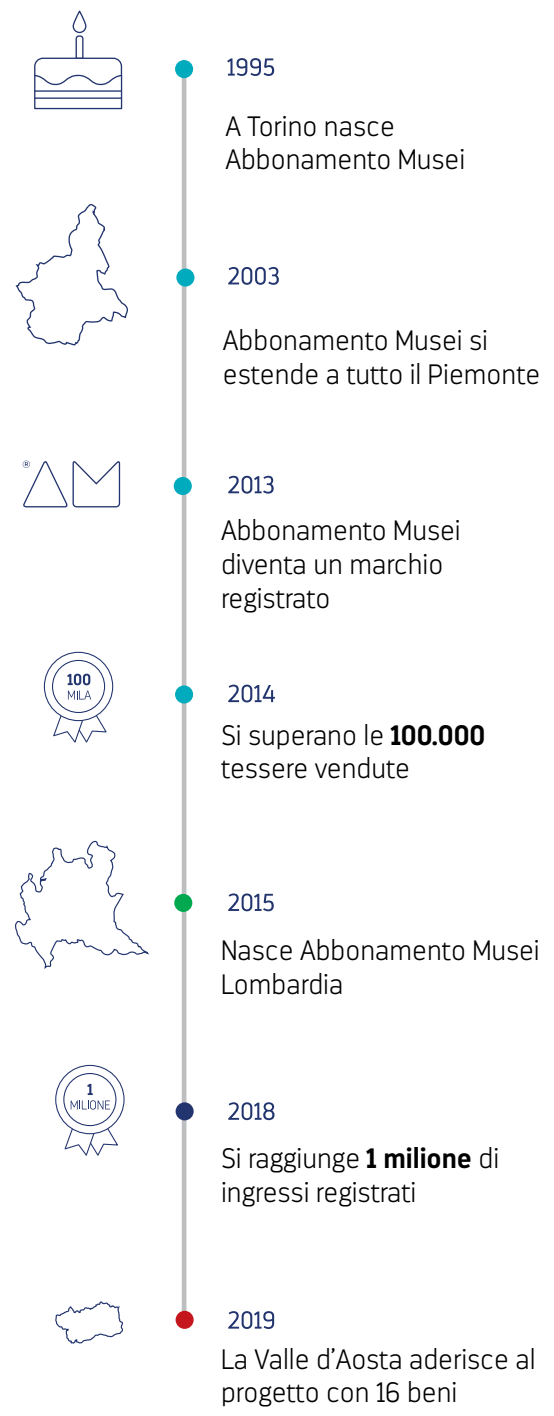 1995
A Torino nasce
Abbonamento Musei
2003
Abbonamento Musei si
estende a tutto il Piemonte
® AM
2013
Abbonamento Musei
diventa un marchio
registrato
100
MILA
2014
Si superano le 100.000
tessere vendute
2015
Nasce Abbonamento Musei
Lombardia
1
MILIONE
2018
Si raggiunge 1 milione di
ingressi registrati
2019
La Valle d'Aosta aderisce al
progetto con 16 beni